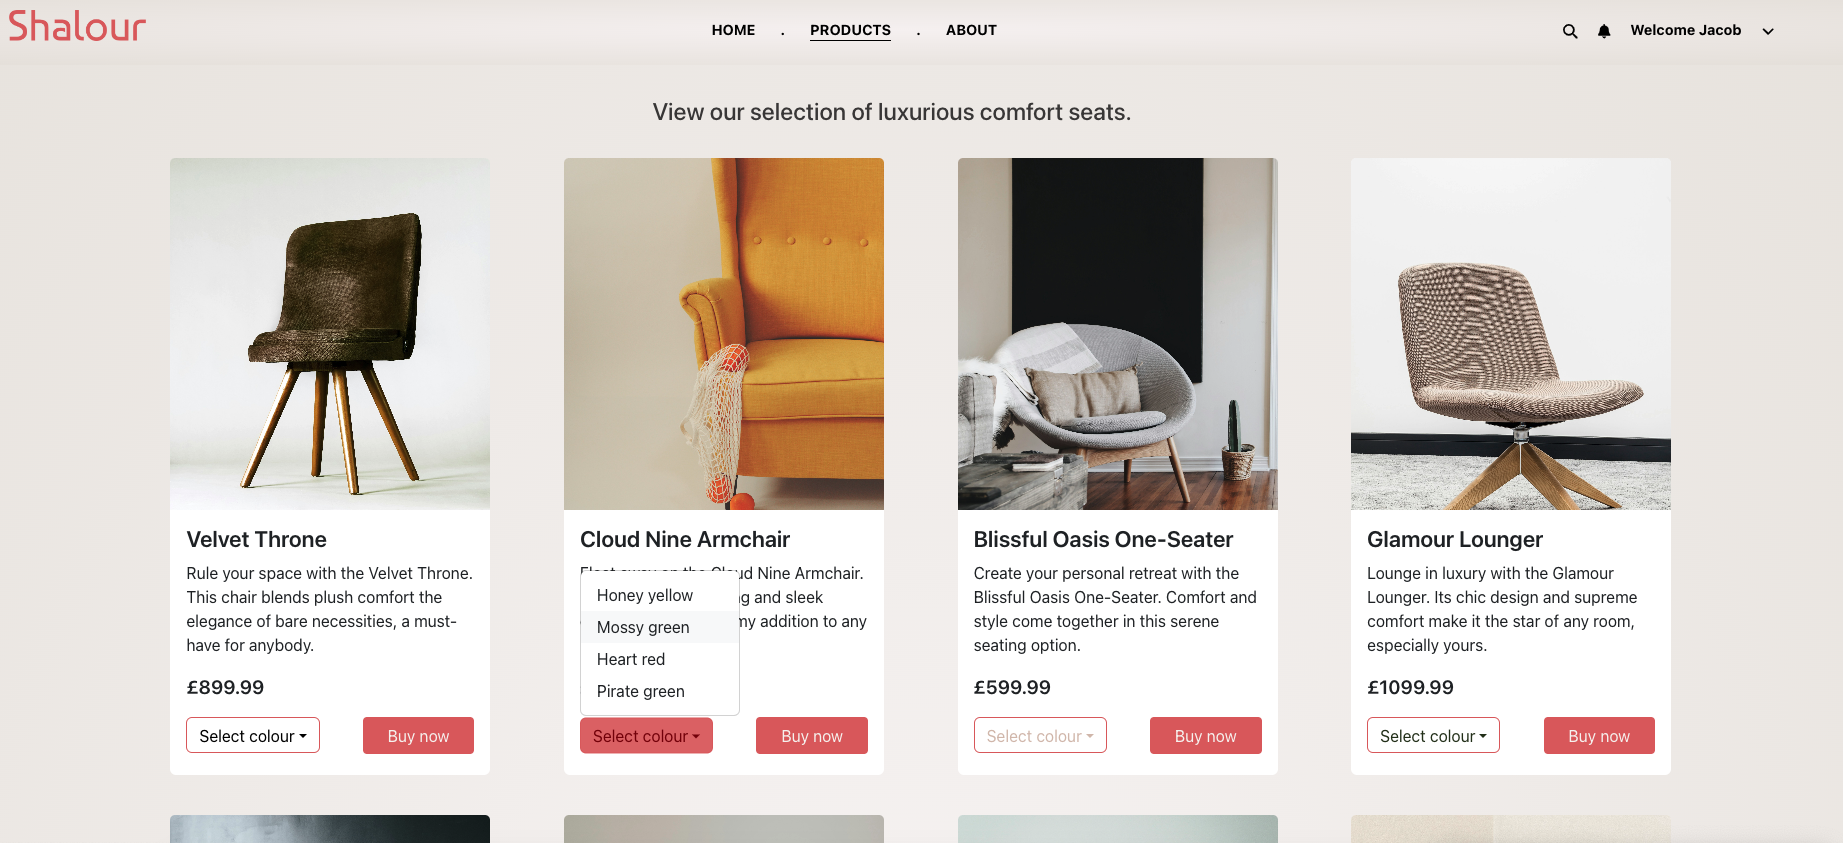 Shalour
HOME . PRODUCTS . ABOUT
Welcome Jacob
View our selection of luxurious comfort seats.
Velvet Throne
Rule your space with the Velvet Throne.
This chair blends plush comfort the
elegance of bare necessities, a must-
have for anybody.
£899.99
Select colour
Buy now
Cloud Nine Armchair
Nine Armchair.
and sleek
addition to any
Honey yellow
Mossy green
Heart red
Pirate green
Select colour
Buy now
Blissful Oasis One-Seater
Create your personal retreat with the
Blissful Oasis One-Seater. Comfort and
style come together in this serene
seating option.
£599.99
Select colour
Buy now
Glamour Lounger
Lounge in luxury with the Glamour
Lounger. Its chic design and supreme
comfort make it the star of any room,
especially yours.
£1099.99
Select colour
Buy now